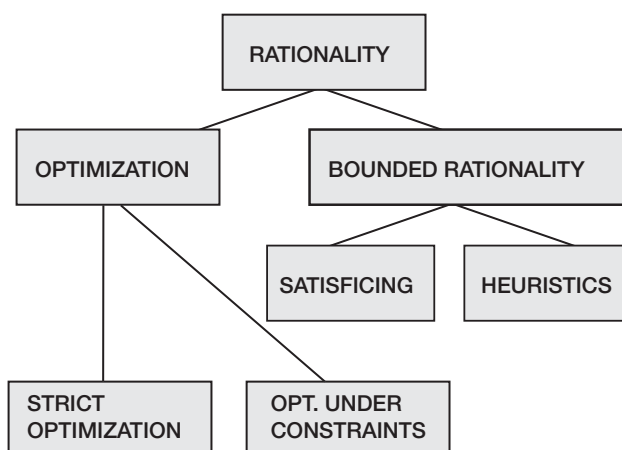 RATIONALITY
OPTIMIZATION
BOUNDED RATIONALITY
SATISFICING
HEURISTICS
STRICT
OPTIMIZATION
OPT. UNDER
CONSTRAINTS